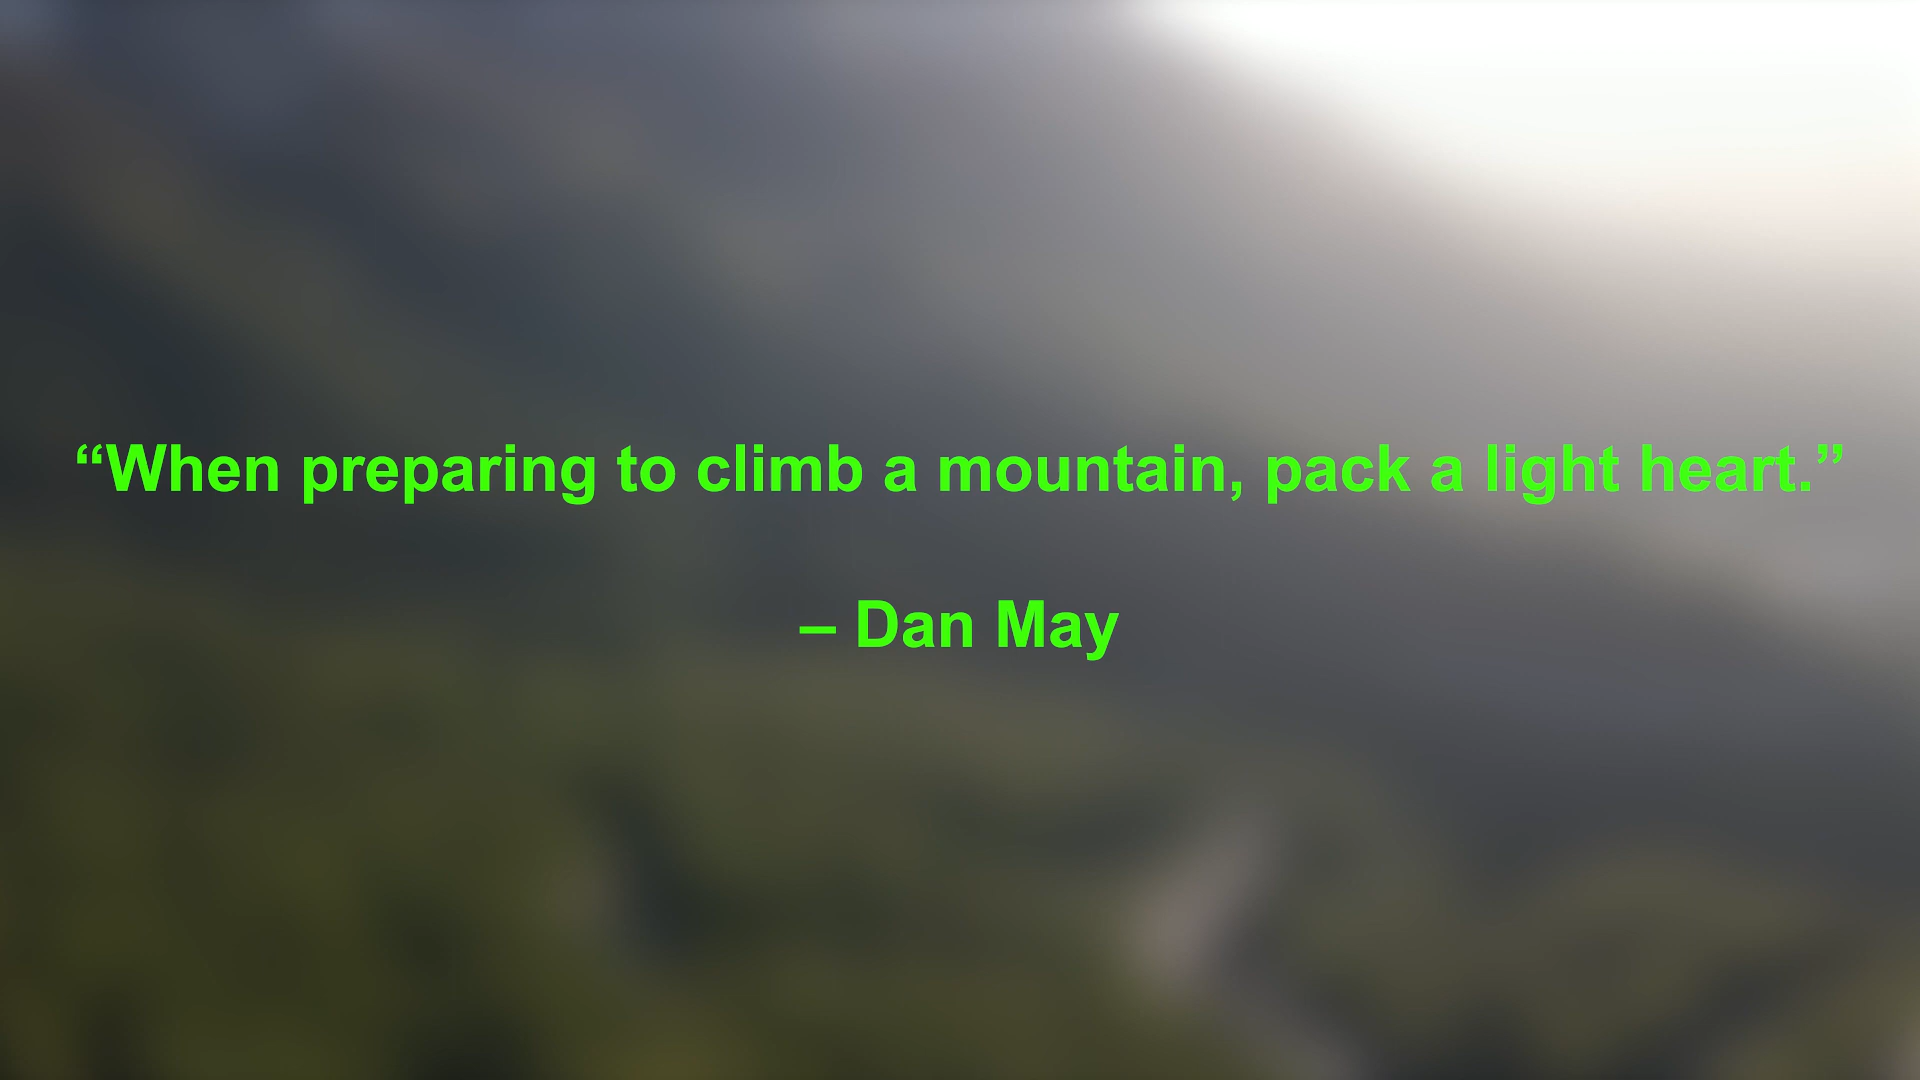 “When preparing to climb a mountain, pack a light heart.”
– Dan May